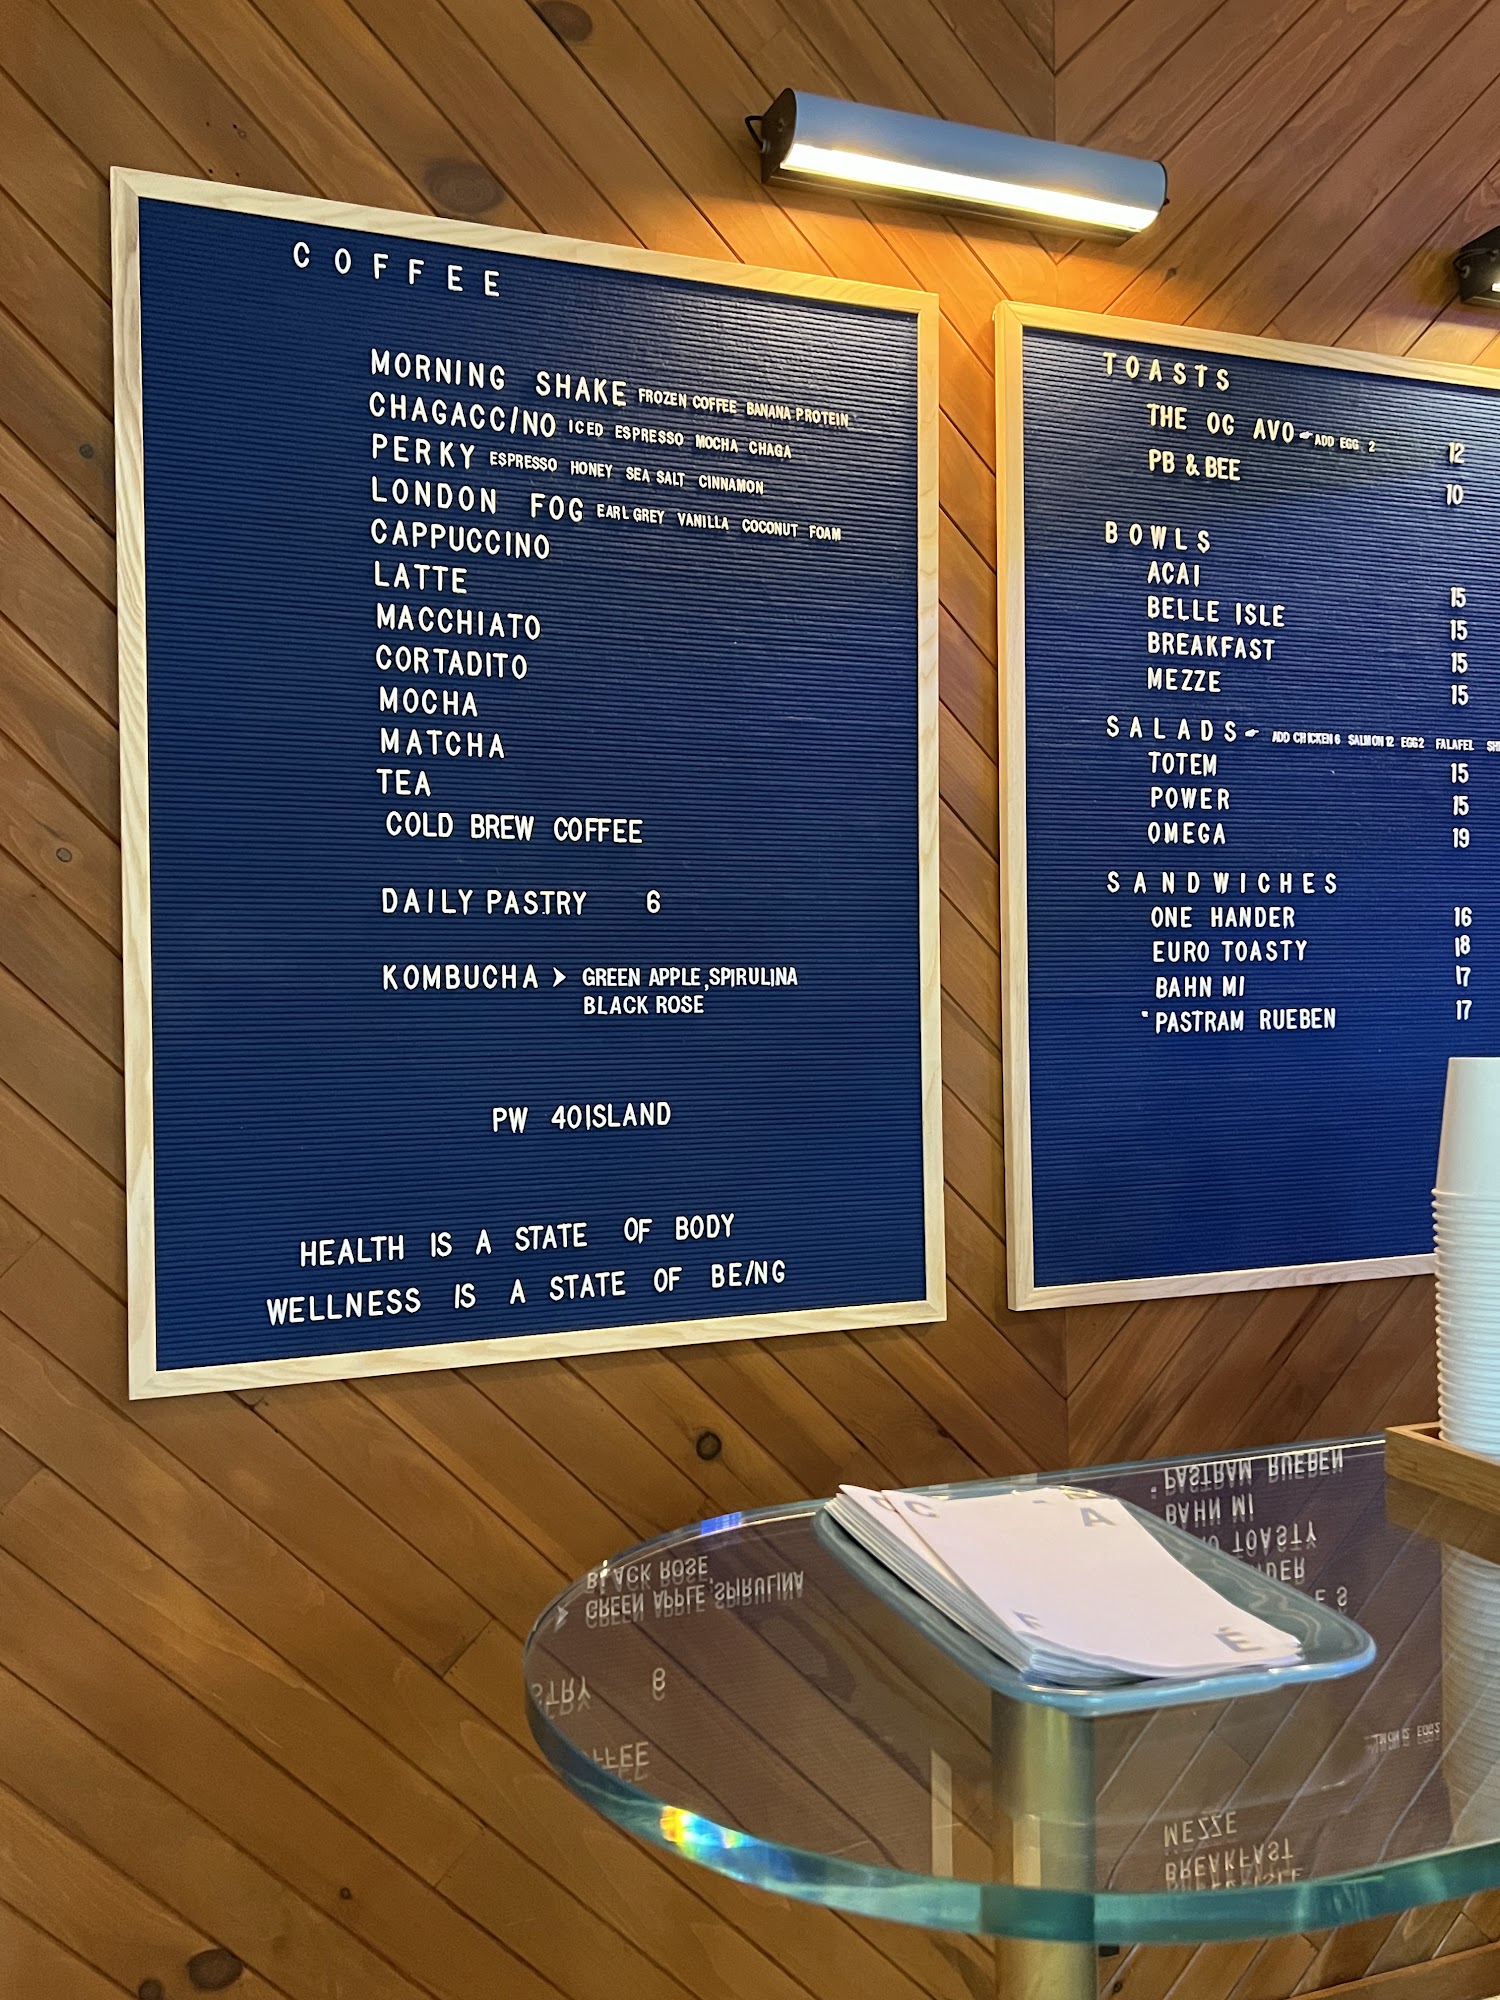 COFFEE
MORNING SHAKE FROZEN COFFEE BANANA PROTEIN
CHAGACCINO ICED ESPRESSO MOCHA CHAGA
PERKY ESPRESSO HONEY SEA SALT CINNAMON
LONDON FOG EARL GREY VANILLA COCONUT FOAM
CAPPUCCINO
LATTE
MACCHIATO
CORTADITO
MOCHA
MATCHA
TEA
COLD BREW COFFEE
DAILY PASTRY 6
KOMBUCHA > GREEN APPLE, SPIRULINA
BLACK ROSE
PW 40ISLAND
HEALTH IS A STATE OF BODY
WELLNESS IS A STATE OF BEING
TOASTS
THE OG AVO ADD EGG 2 12
PB & BEE 10
BOWLS
ACAI 15
BELLE ISLE 15
BREAKFAST 15
MEZZE 15
SALADS ADD CHICKEN 6 SALMON 12 EGG 2 FALAFEL
TOTEM 15
POWER 15
OMEGA 19
SANDWICHES
ONE HANDER 16
EURO TOASTY 18
BAHN MI 17
"PASTRAM RUEBEN 17